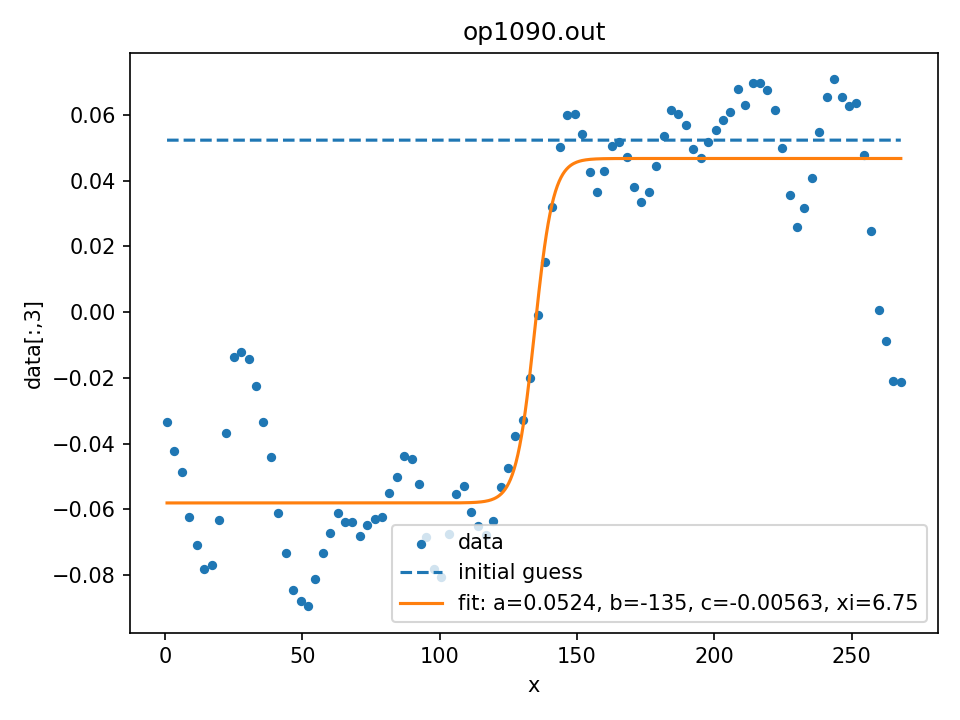 op1090.out
0.06
0.04
0.02
0.00
−0.02
−0.04
−0.06
−0.08
data[:,3]
data
initial guess
fit: a=0.0524, b=-135, c=-0.00563, xi=6.75
0 50 100 150 200 250
x